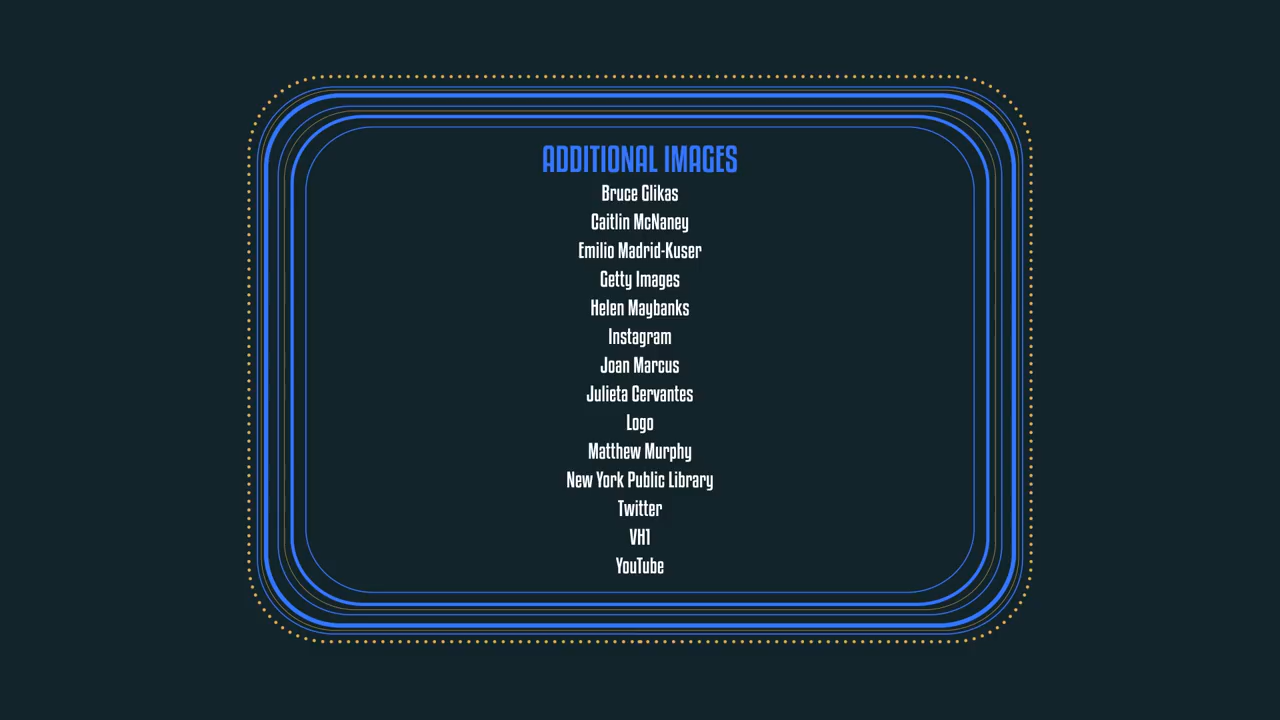 ADDITIONAL IMAGES
Bruce Glikas
Caitlin McNaney
Emilio Madrid-Kuser
Getty Images
Helen Maybanks
Instagram
Joan Marcus
Julieta Cervantes
Logo
Matthew Murphy
New York Public Library
Twitter
VH1
YouTube